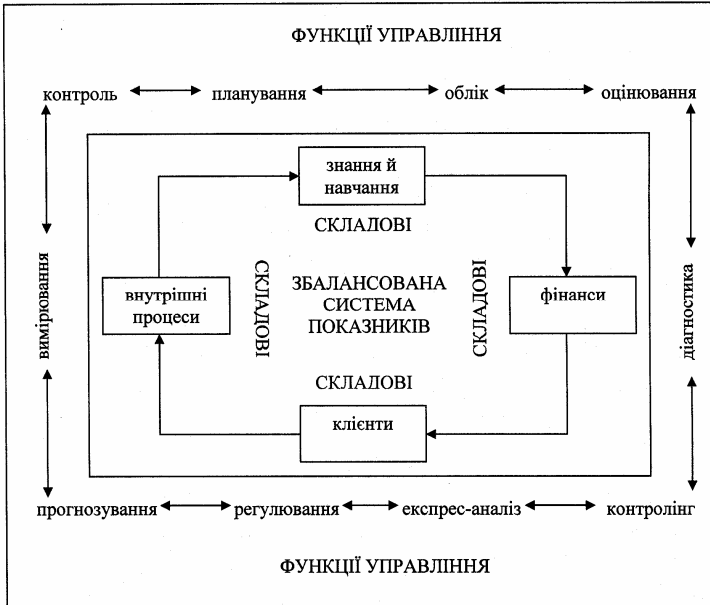 ФУНКЦІЇ УПРАВЛІННЯ
контроль планування облік оцінювання
знання й
навчання
СКЛАДОВІ
вимірювання
внутрішні
процеси
СКЛАДОВІ
ЗБАЛАНСОВАНА
СИСТЕМА
ПОКАЗНИКІВ
СКЛАДОВІ
фінанси
діагностика
СКЛАДОВІ
клієнти
прогнозування регулювання експрес-аналіз контролінг
ФУНКЦІЇ УПРАВЛІННЯ